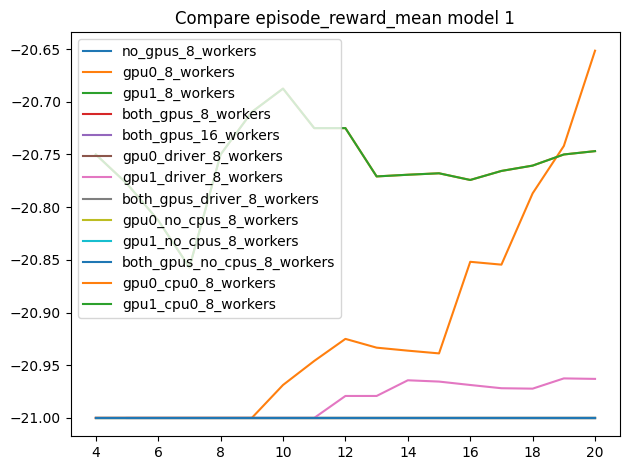 Compare episode_reward_mean model 1
−20.65
−20.70
−20.75
−20.80
−20.85
−20.90
−20.95
−21.00
no_gpus_8_workers
gpu0_8_workers
gpu1_8_workers
both_gpus_8_workers
both_gpus_16_workers
gpu0_driver_8_workers
gpu1_driver_8_workers
both_gpus_driver_8_workers
gpu0_no_cpus_8_workers
gpu1_no_cpus_8_workers
both_gpus_no_cpus_8_workers
gpu0_cpu0_8_workers
gpu1_cpu0_8_workers
4 6 8 10 12 14 16 18 20